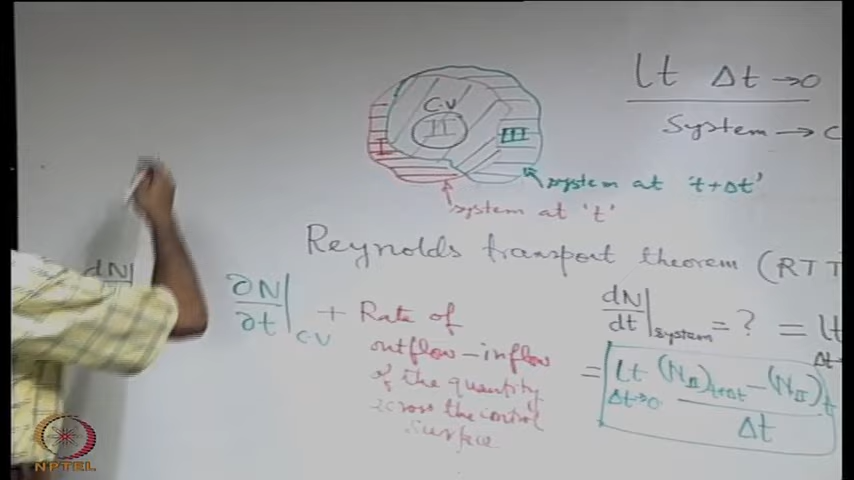 C.V
I
II
III
lt Δt→0
System → C
system at 't+Δt'
system at 't'
Reynolds transport theorem (RTT
dN|
∂N/∂t|C.V + Rate of
outflow-inflow
of the quantity
across the control
surface
dN/dt|system = ? = lt
Δt→
= lt Δt→0 (NII)t+Δt - (NII)t / Δt
NPTEL